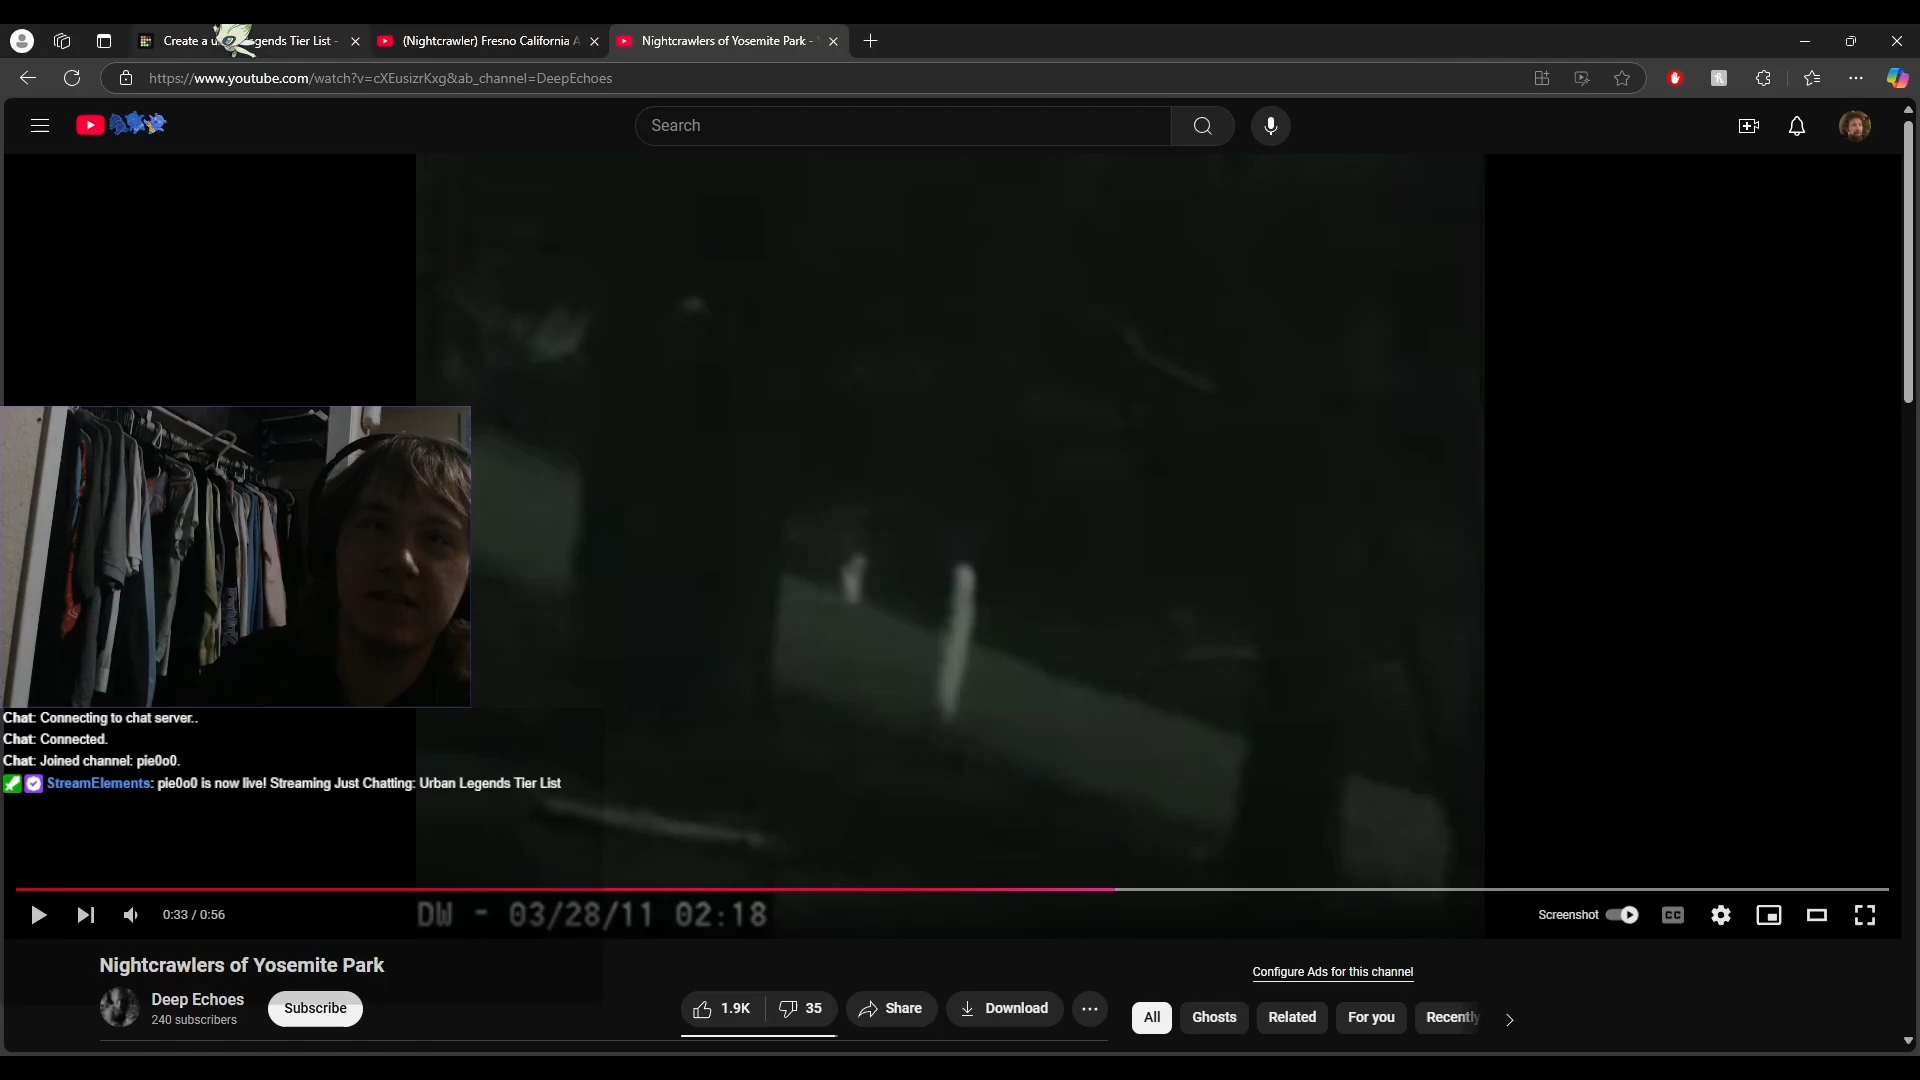 Create a u
gends Tier List -
(Nightcrawler) Fresno California A
Nightcrawlers of Yosemite Park -
https://www.youtube.com/watch?v=cXEusizrKxg&ab_channel=DeepEchoes
Search
Chat: Connecting to chat server..
Chat: Connected.
Chat: Joined channel: pie0o0.
StreamElements: pie0o0 is now live! Streaming Just Chatting: Urban Legends Tier List
0:33 / 0:56
DW - 03/28/11 02:18
Screenshot
CC
Nightcrawlers of Yosemite Park
Deep Echoes
240 subscribers
Subscribe
1.9K
35
Share
Download
Configure Ads for this channel
All
Ghosts
Related
For you
Recently